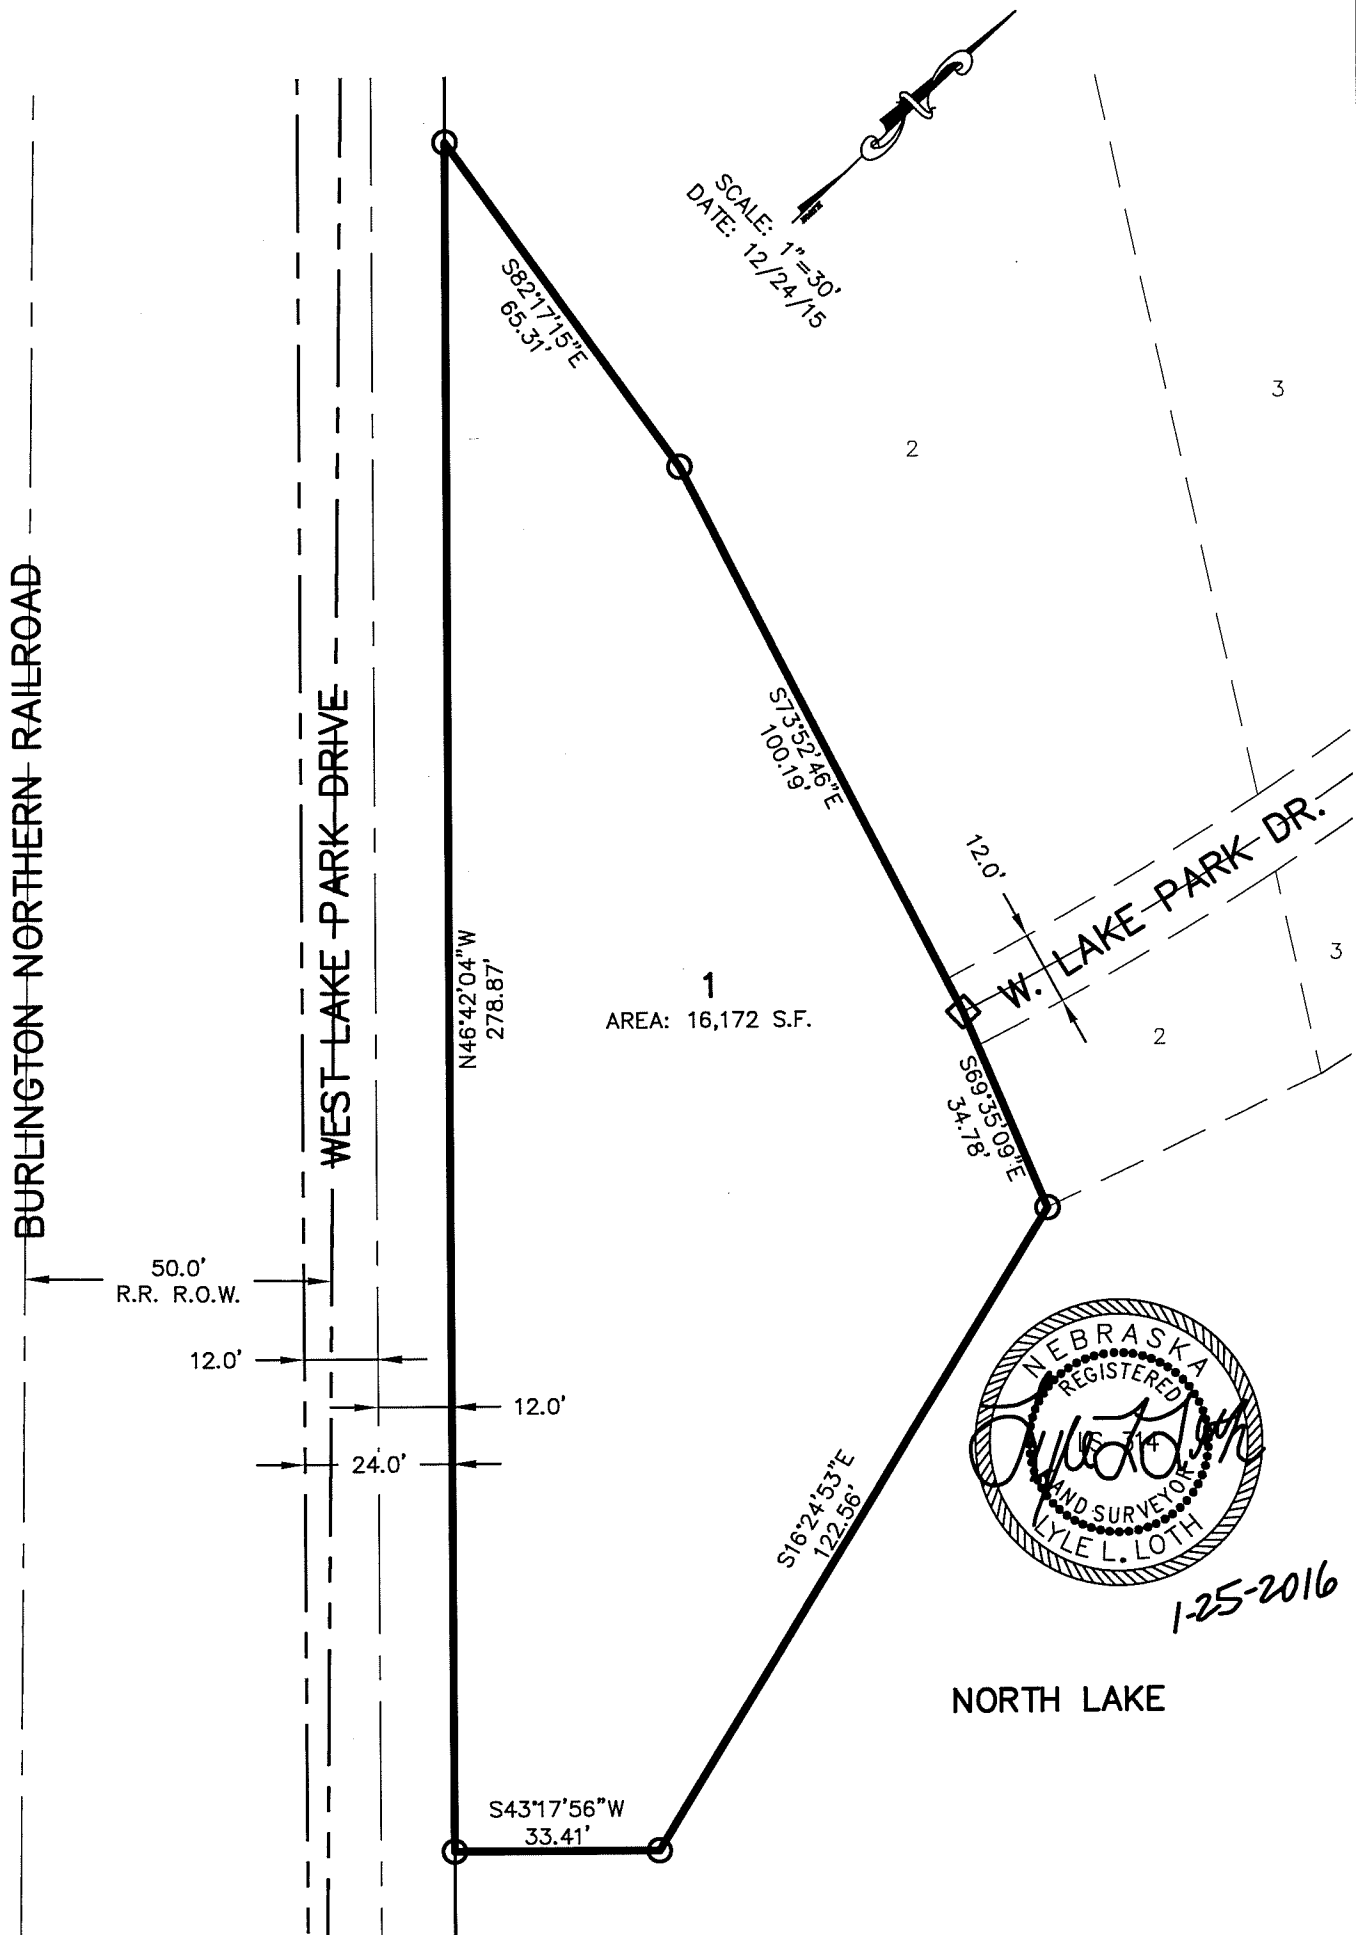 SCALE: 1"=30'
DATE: 12/24/15
S82°17'15"E
65.31'
3
2
BURLINGTON NORTHERN RAILROAD
WEST LAKE PARK DRIVE
S73°52'46"E
100.19'
12.0'
W. LAKE PARK DR.
3
N46°42'04"W
278.87'
1
AREA: 16,172 S.F.
2
S69°35'09"E
34.78'
50.0'
R.R. R.O.W.
12.0'
12.0'
24.0'
NEBRASKA
REGISTERED
LS 314
LAND SURVEYOR
LYLE L. LOTH
S16°24'53"E
122.56'
1-25-2016
NORTH LAKE
S43°17'56"W
33.41'